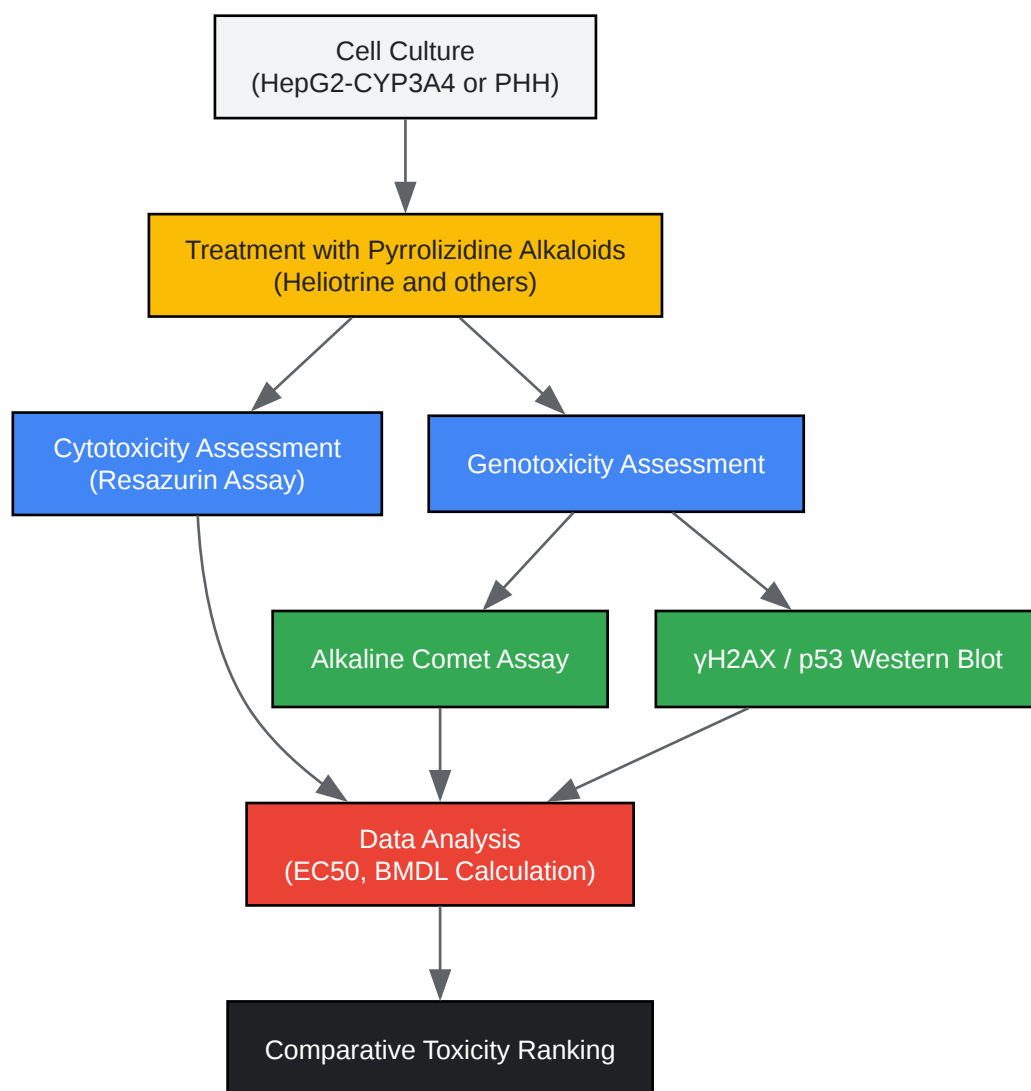 Cell Culture
(HepG2-CYP3A4 or PHH)
Treatment with Pyrrolizidine Alkaloids
(Heliotrine and others)
Cytotoxicity Assessment
(Resazurin Assay)
Genotoxicity Assessment
Alkaline Comet Assay
γH2AX / p53 Western Blot
Data Analysis
(EC50, BMDL Calculation)
Comparative Toxicity Ranking